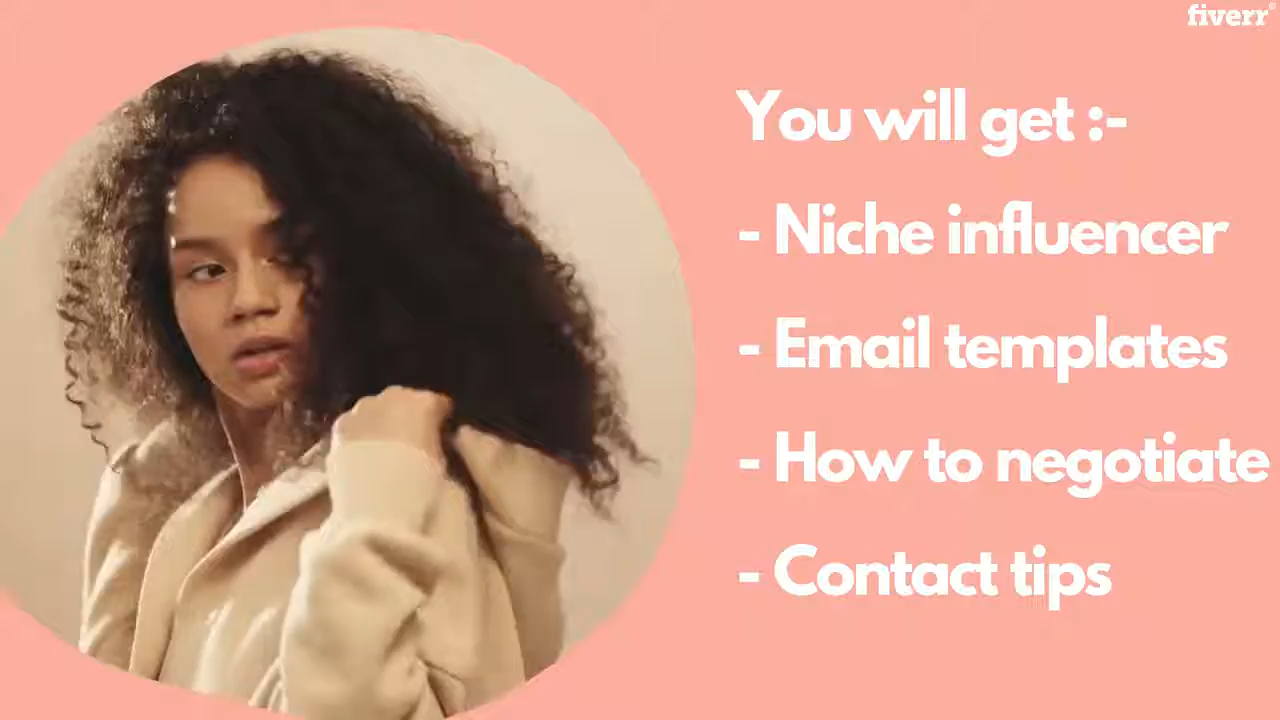 fiverr®
You will get :-
- Niche influencer
- Email templates
- How to negotiate
- Contact tips